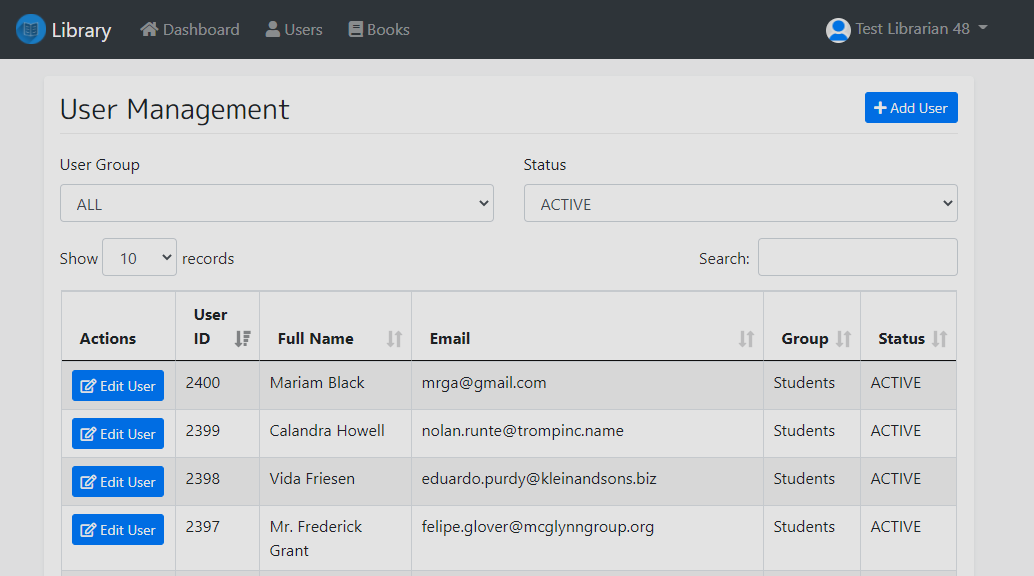 Library Dashboard Users Books Test Librarian 48
User Management
Add User
User Group Status
ALL ACTIVE
Show 10 records Search:
Actions User ID Full Name Email Group Status
Edit User 2400 Mariam Black mrga@gmail.com Students ACTIVE
Edit User 2399 Calandra Howell nolan.runte@trompinc.name Students ACTIVE
Edit User 2398 Vida Friesen eduardo.purdy@kleinandsons.biz Students ACTIVE
Edit User 2397 Mr. Frederick Grant felipe.glover@mcglynngroup.org Students ACTIVE